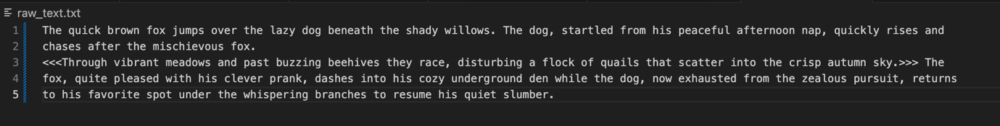 raw_text.txt
1 The quick brown fox jumps over the lazy dog beneath the shady willows. The dog, startled from his peaceful afternoon nap, quickly rises and
2 chases after the mischievous fox.
3 <<<Through vibrant meadows and past buzzing beehives they race, disturbing a flock of quails that scatter into the crisp autumn sky.>>> The
4 fox, quite pleased with his clever prank, dashes into his cozy underground den while the dog, now exhausted from the zealous pursuit, returns
5 to his favorite spot under the whispering branches to resume his quiet slumber.